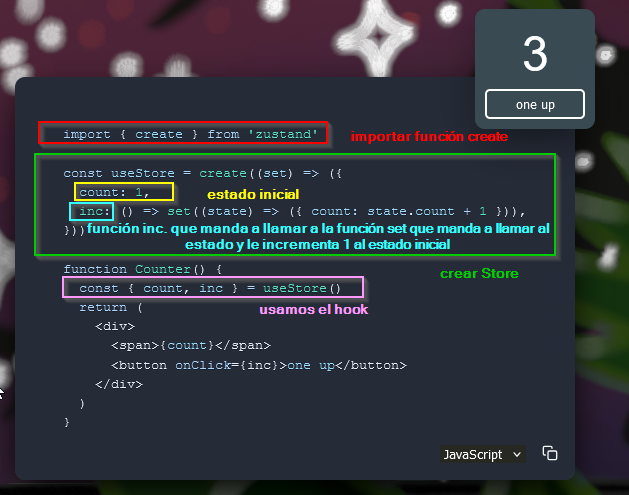 3
one up
import { create } from 'zustand'
importar función create
const useStore = create((set) => ({
count: 1,
estado inicial
inc: () => set((state) => ({ count: state.count + 1 })),
}))
función inc. que manda a llamar a la función set que manda a llamar al
estado y le incrementa 1 al estado inicial
function Counter() {
crear Store
const { count, inc } = useStore()
return (
usamos el hook
<div>
<span>{count}</span>
<button onClick={inc}>one up</button>
</div>
)
}
JavaScript